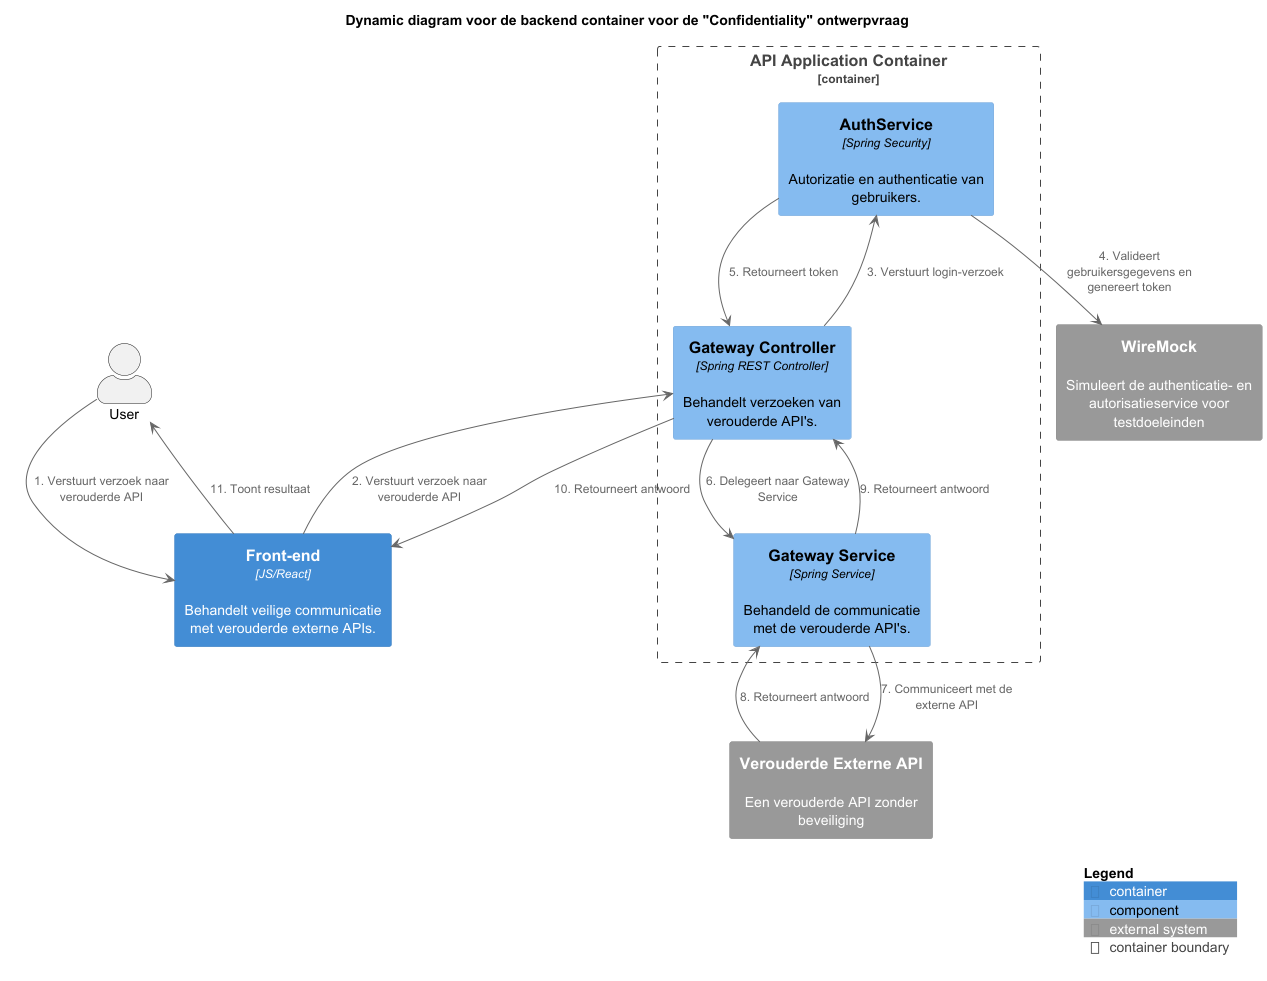 Dynamic diagram voor de backend container voor de "Confidentiality" ontwerpvraag
API Application Container
[container]
AuthService
[Spring Security]
Autorizatie en authenticatie van
gebruikers.
5. Retourneert token
3. Verstuurt login-verzoek
4. Valideert
gebruikersgegevens en
genereert token
Gateway Controller
[Spring REST Controller]
Behandelt verzoeken van
verouderde API's.
WireMock
Simuleert de authenticatie- en
autorisatieservice voor
testdoeleinden
User
1. Verstuurt verzoek naar
verouderde API
11. Toont resultaat
2. Verstuurt verzoek naar
verouderde API
10. Retourneert antwoord
6. Delegeert naar Gateway
Service
9. Retourneert antwoord
Front-end
[JS/React]
Behandelt veilige communicatie
met verouderde externe APIs.
Gateway Service
[Spring Service]
Behandeld de communicatie
met de verouderde API's.
8. Retourneert antwoord
7. Communiceert met de
externe API
Verouderde Externe API
Een verouderde API zonder
beveiliging
Legend
container
component
external system
container boundary